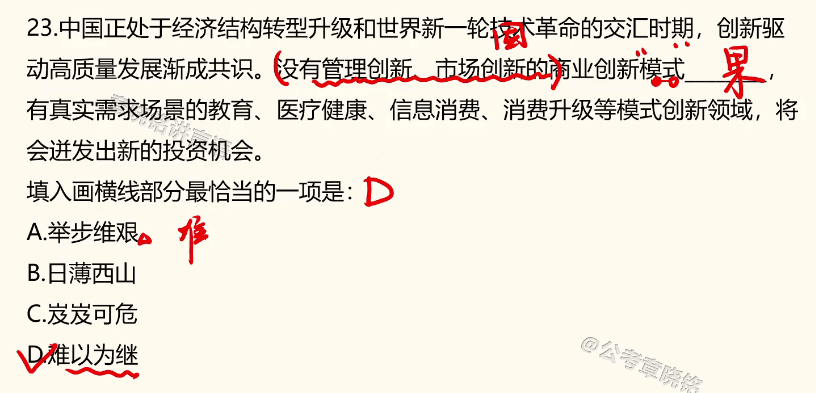 23.中国正处于经济结构转型升级和世界新一轮技术革命的交汇时期，创新驱
因
动高质量发展渐成共识。(没有管理创新、市场创新的)商业创新模式________，果
有真实需求场景的教育、医疗健康、信息消费、消费升级等模式创新领域，将
章晓铭讲章通
会迸发出新的投资机会。
填入画横线部分最恰当的一项是：D
A.举步维艰。难
B.日薄西山
C.岌岌可危
D.难以为继
@公考章晓铭